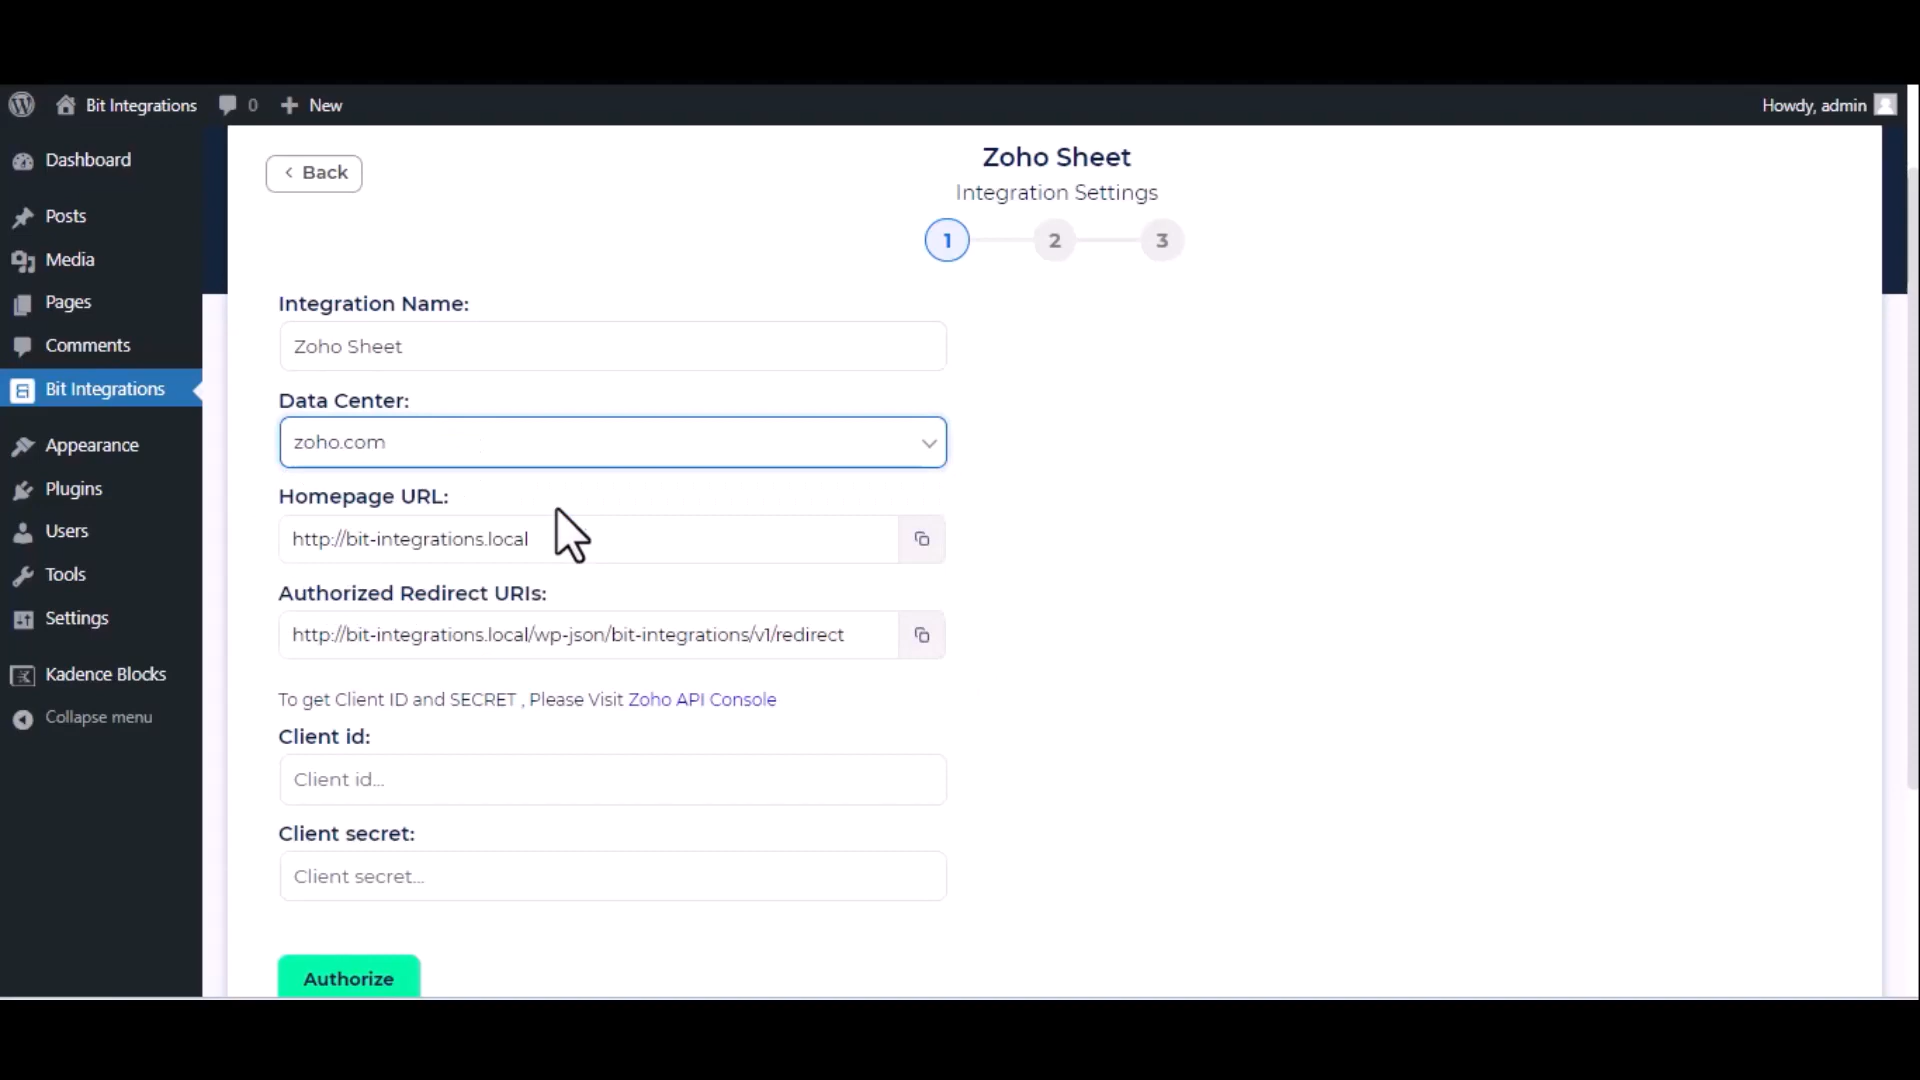 Bit Integrations 0 New Howdy, admin
Dashboard
Posts
Media
Pages
Comments
Bit Integrations
Appearance
Plugins
Users
Tools
Settings
Kadence Blocks
Collapse menu
Back
Zoho Sheet
Integration Settings
1 2 3
Integration Name:
Zoho Sheet
Data Center:
zoho.com
Homepage URL:
http://bit-integrations.local
Authorized Redirect URIs:
http://bit-integrations.local/wp-json/bit-integrations/v1/redirect
To get Client ID and SECRET , Please Visit Zoho API Console
Client id:
Client id...
Client secret:
Client secret...
Authorize